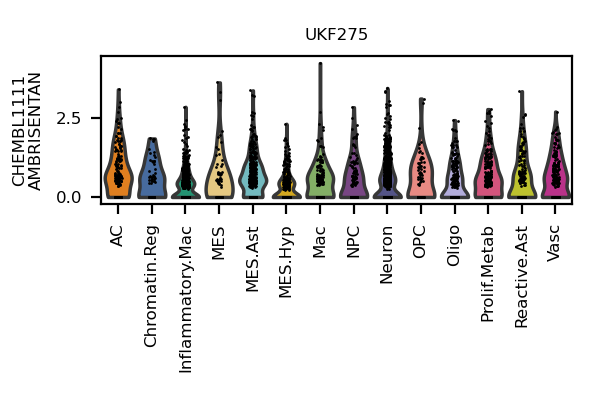 UKF275
CHEMBL1111
AMBRISENTAN
2.5
0.0
AC
Chromatin.Reg
Inflammatory.Mac
MES
MES.Ast
MES.Hyp
Mac
NPC
Neuron
OPC
Oligo
Prolif.Metab
Reactive.Ast
Vasc